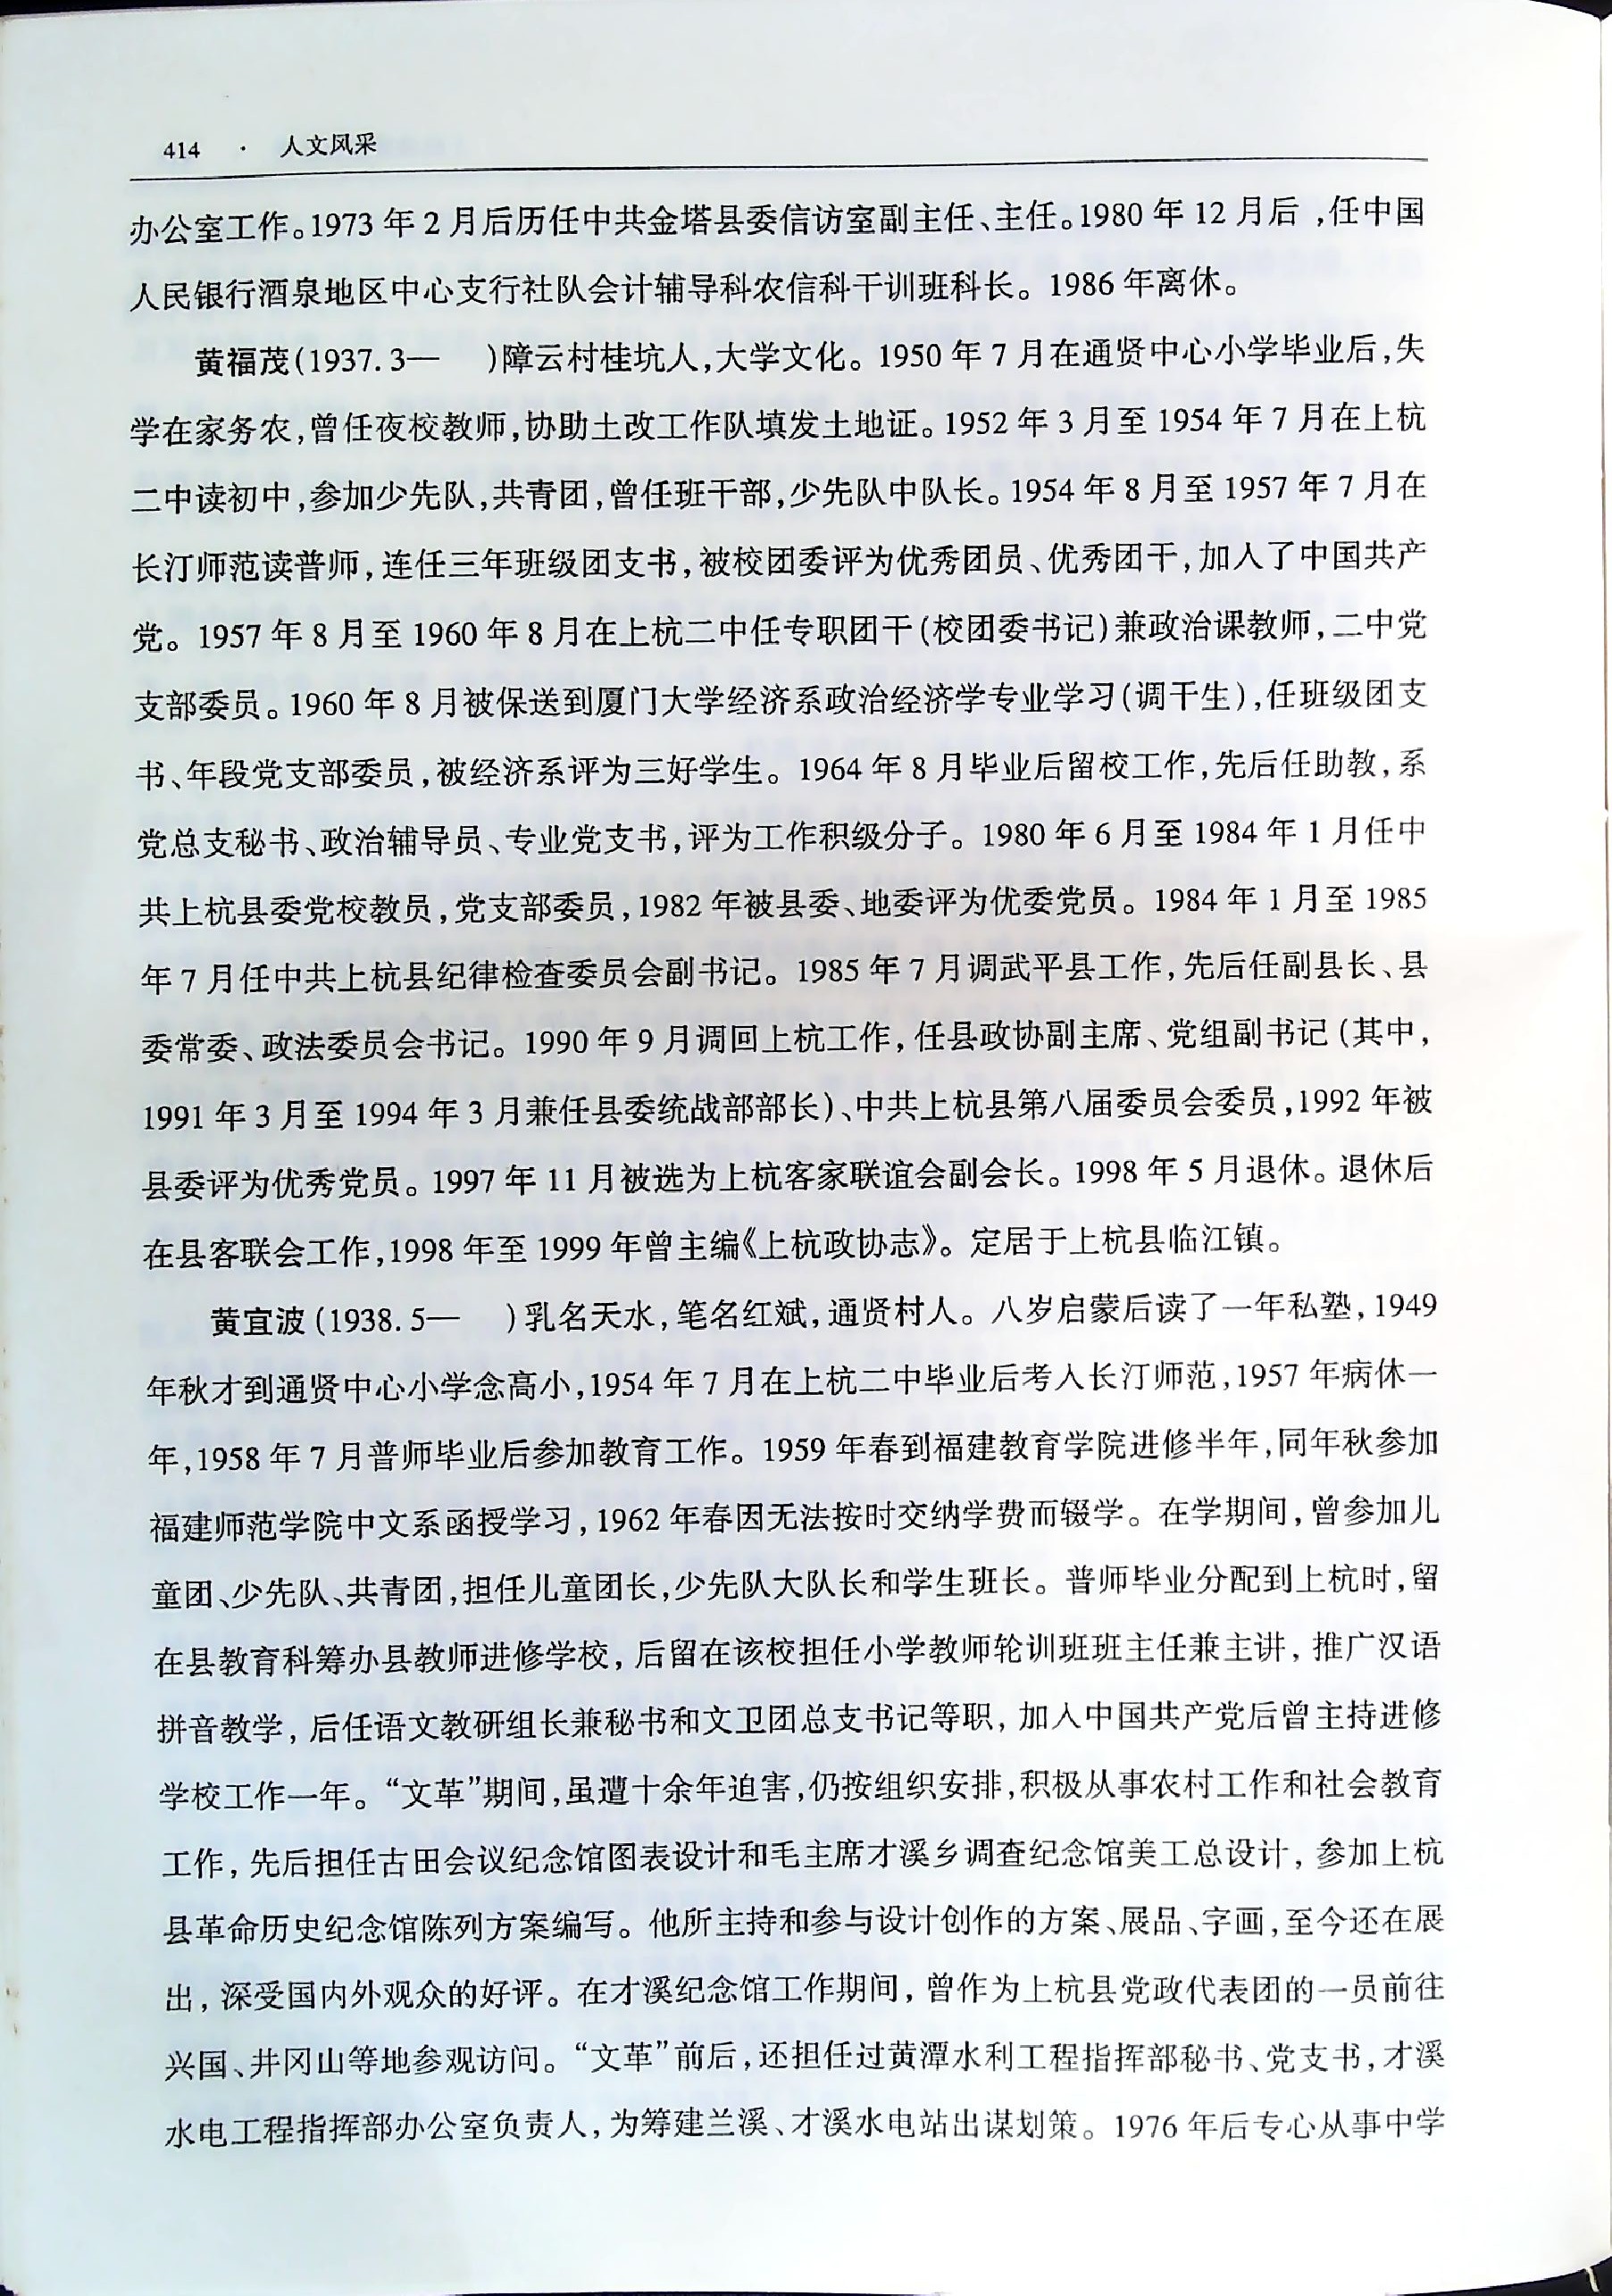 414 · 人文风采
办公室工作。1973 年 2 月后历任中共金塔县委信访室副主任、主任。1980 年 12 月后 ,任中国
人民银行酒泉地区中心支行社队会计辅导科农信科干训班科长。1986 年离休。
黄福茂(1937. 3— )障云村桂坑人,大学文化。1950 年 7 月在通贤中心小学毕业后,失
学在家务农,曾任夜校教师,协助土改工作队填发土地证。1952 年 3 月至 1954 年 7 月在上杭
二中读初中,参加少先队,共青团,曾任班干部,少先队中队长。1954 年 8 月至 1957 年 7 月在
长汀师范读普师,连任三年班级团支书,被校团委评为优秀团员、优秀团干,加入了中国共产
党。1957 年 8 月至 1960 年 8 月在上杭二中任专职团干(校团委书记)兼政治课教师,二中党
支部委员。1960 年 8 月被保送到厦门大学经济系政治经济学专业学习(调干生),任班级团支
书、年段党支部委员,被经济系评为三好学生。1964 年 8 月毕业后留校工作,先后任助教,系
党总支秘书、政治辅导员、专业党支书,评为工作积级分子。1980 年 6 月至 1984 年 1 月任中
共上杭县委党校教员,党支部委员,1982 年被县委、地委评为优委党员。1984 年 1 月至 1985
年 7 月任中共上杭县纪律检查委员会副书记。1985 年 7 月调武平县工作,先后任副县长、县
委常委、政法委员会书记。1990 年 9 月调回上杭工作,任县政协副主席、党组副书记(其中,
1991 年 3 月至 1994 年 3 月兼任县委统战部部长)、中共上杭县第八届委员会委员,1992 年被
县委评为优秀党员。1997 年 11 月被选为上杭客家联谊会副会长。1998 年 5 月退休。退休后
在县客联会工作,1998 年至 1999 年曾主编《上杭政协志》。定居于上杭县临江镇。
黄宜波(1938. 5— )乳名天水,笔名红斌,通贤村人。八岁启蒙后读了一年私塾,1949
年秋才到通贤中心小学念高小,1954 年 7 月在上杭二中毕业后考入长汀师范,1957 年病休一
年,1958 年 7 月普师毕业后参加教育工作。1959 年春到福建教育学院进修半年,同年秋参加
福建师范学院中文系函授学习,1962 年春因无法按时交纳学费而辍学。在学期间,曾参加儿
童团、少先队、共青团,担任儿童团长,少先队大队长和学生班长。普师毕业分配到上杭时,留
在县教育科筹办县教师进修学校,后留在该校担任小学教师轮训班班主任兼主讲,推广汉语
拼音教学,后任语文教研组长兼秘书和文卫团总支书记等职,加入中国共产党后曾主持进修
学校工作一年。“文革”期间,虽遭十余年迫害,仍按组织安排,积极从事农村工作和社会教育
工作,先后担任古田会议纪念馆图表设计和毛主席才溪乡调查纪念馆美工总设计,参加上杭
县革命历史纪念馆陈列方案编写。他所主持和参与设计创作的方案、展品、字画,至今还在展
出,深受国内外观众的好评。在才溪纪念馆工作期间,曾作为上杭县党政代表团的一员前往
兴国、井冈山等地参观访问。“文革”前后,还担任过黄潭水利工程指挥部秘书、党支书,才溪
水电工程指挥部办公室负责人,为筹建兰溪、才溪水电站出谋划策。1976 年后专心从事中学